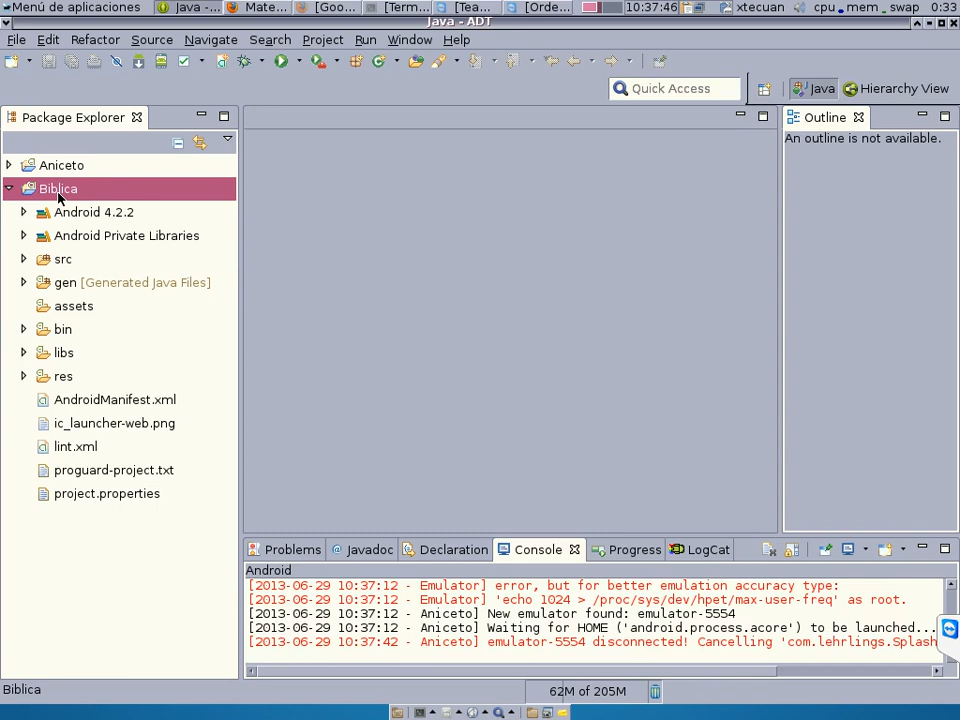 Menú de aplicaciones
Java -...
Mate...
[Goo...
[Term...
[Tea...
[Orde...
10:37:46
xtecuan
cpu mem swap
0:33
Java - ADT
File Edit Refactor Source Navigate Search Project Run Window Help
Quick Access
Java
Hierarchy View
Package Explorer
Aniceto
Biblica
Android 4.2.2
Android Private Libraries
src
gen [Generated Java Files]
assets
bin
libs
res
AndroidManifest.xml
ic_launcher-web.png
lint.xml
proguard-project.txt
project.properties
Outline
An outline is not available.
Problems
@ Javadoc
Declaration
Console
Progress
LogCat
Android
[2013-06-29 10:37:12 - Emulator] error, but for better emulation accuracy type:
[2013-06-29 10:37:12 - Emulator] 'echo 1024 > /proc/sys/dev/hpet/max-user-freq' as root.
[2013-06-29 10:37:12 - Aniceto] New emulator found: emulator-5554
[2013-06-29 10:37:12 - Aniceto] Waiting for HOME ('android.process.acore') to be launched...
[2013-06-29 10:37:42 - Aniceto] emulator-5554 disconnected! Cancelling 'com.lehrlings.Splash
Biblica
62M of 205M